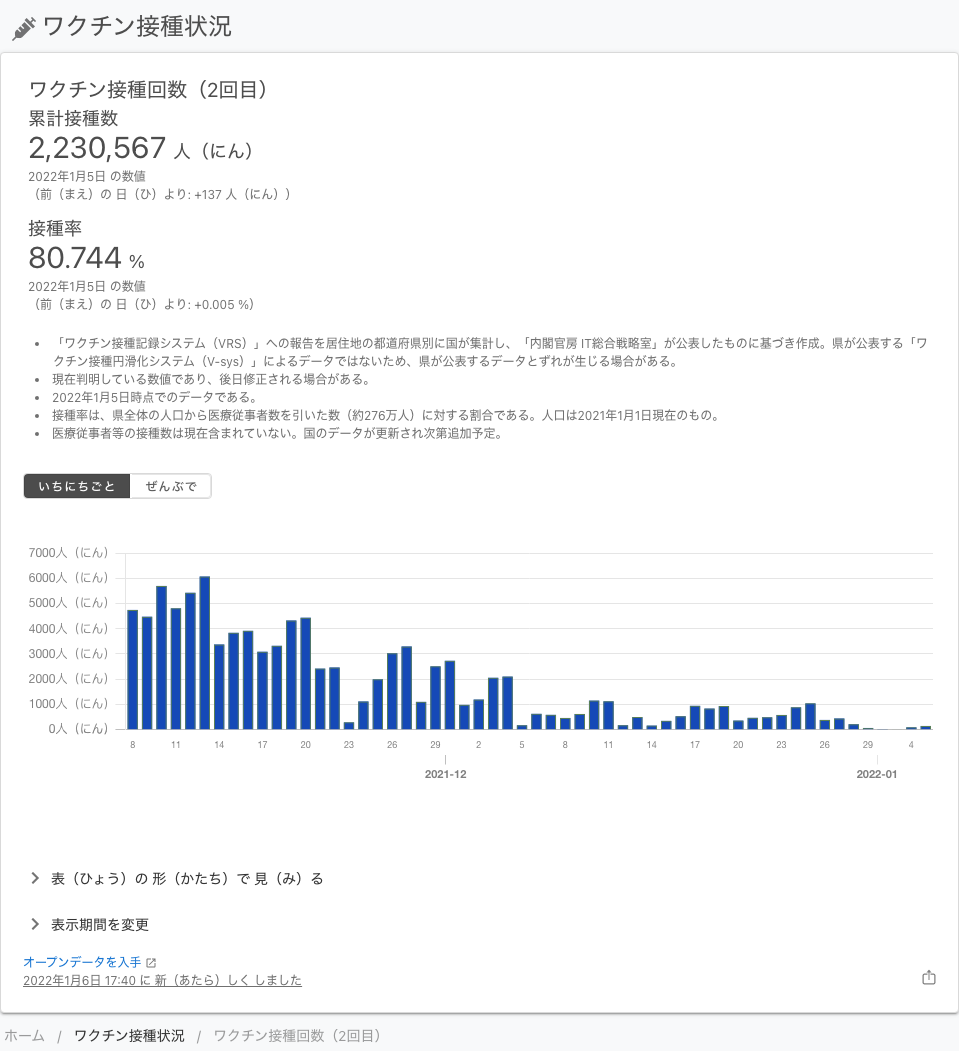 ワクチン接種状況
ワクチン接種回数（2回目）
累計接種数
2,230,567 人（にん）
2022年1月5日 の数値
（前（まえ）の 日（ひ）より: +137 人（にん））
接種率
80.744 %
2022年1月5日 の数値
（前（まえ）の 日（ひ）より: +0.005 %）
「ワクチン接種記録システム（VRS）」への報告を居住地の都道府県別に国が集計し、「内閣官房 IT総合戦略室」が公表したものに基づき作成。県が公表する「ワ
クチン接種円滑化システム（V-sys）」によるデータではないため、県が公表するデータとずれが生じる場合がある。
現在判明している数値であり、後日修正される場合がある。
2022年1月5日時点でのデータである。
接種率は、県全体の人口から医療従事者数を引いた数（約276万人）に対する割合である。人口は2021年1月1日現在のもの。
医療従事者等の接種数は現在含まれていない。国のデータが更新され次第追加予定。
いちにちごと ぜんぶで
7000人（にん）
6000人（にん）
5000人（にん）
4000人（にん）
3000人（にん）
2000人（にん）
1000人（にん）
0人（にん）
8 11 14 17 20 23 26 29 2 5 8 11 14 17 20 23 26 29 4
2021-12 2022-01
表（ひょう）の 形（かたち）で 見（み）る
表示期間を変更
オープンデータを入手
2022年1月6日 17:40 に 新（あたら）しく しました
ホーム / ワクチン接種状況 / ワクチン接種回数（2回目）